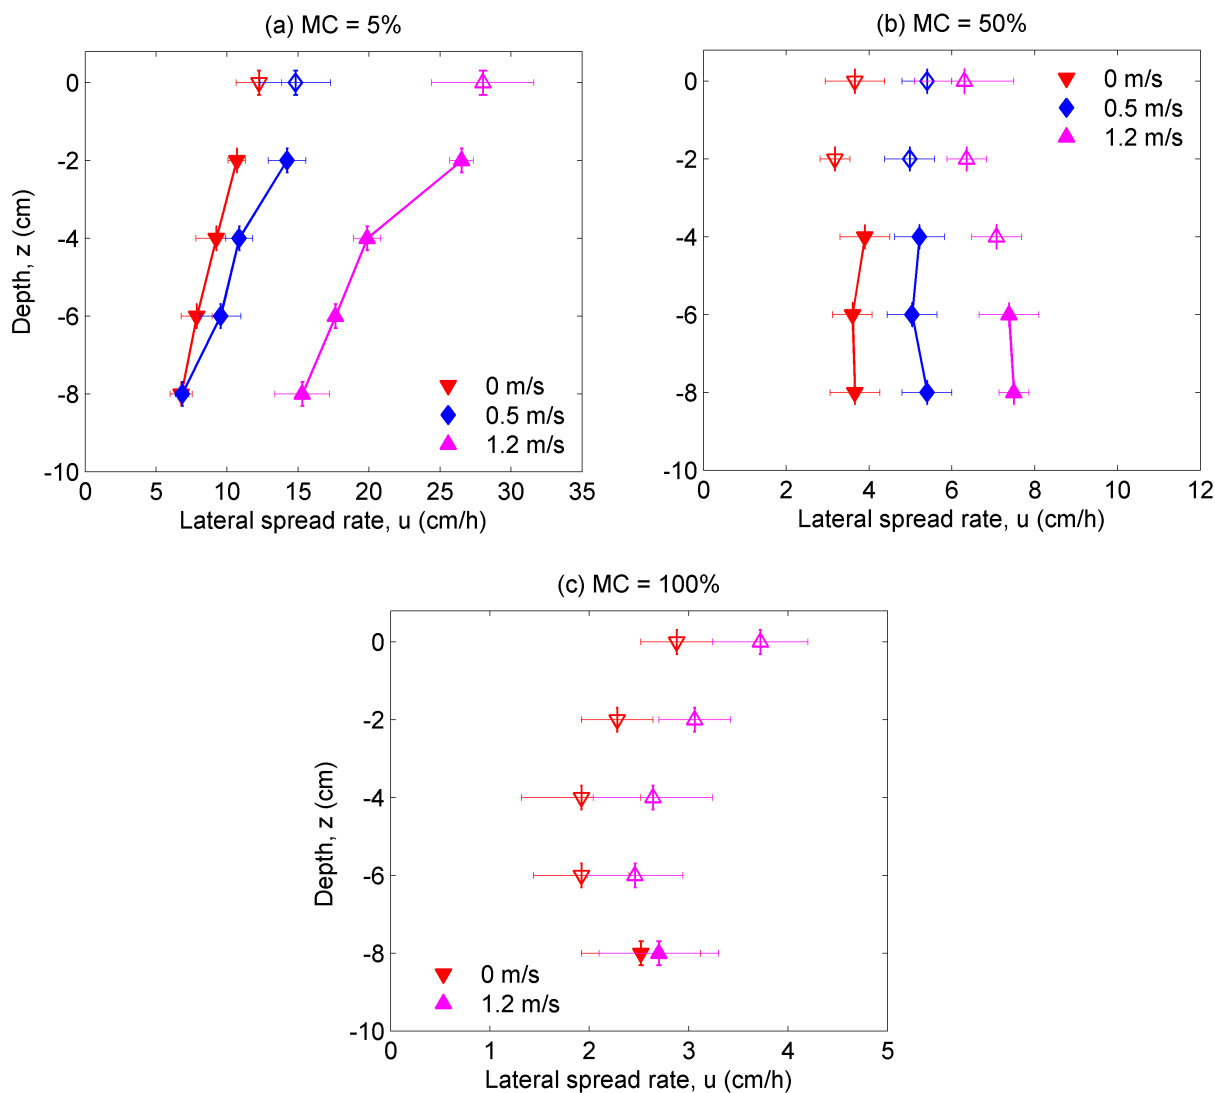 (a) MC = 5%
0
-2
-4
-6
-8
-10
Depth, z (cm)
0 m/s
0.5 m/s
1.2 m/s
0 5 10 15 20 25 30 35
Lateral spread rate, u (cm/h)
(b) MC = 50%
0
-2
-4
-6
-8
-10
0 m/s
0.5 m/s
1.2 m/s
0 2 4 6 8 10 12
Lateral spread rate, u (cm/h)
(c) MC = 100%
0
-2
-4
-6
-8
-10
Depth, z (cm)
0 m/s
1.2 m/s
0 1 2 3 4 5
Lateral spread rate, u (cm/h)